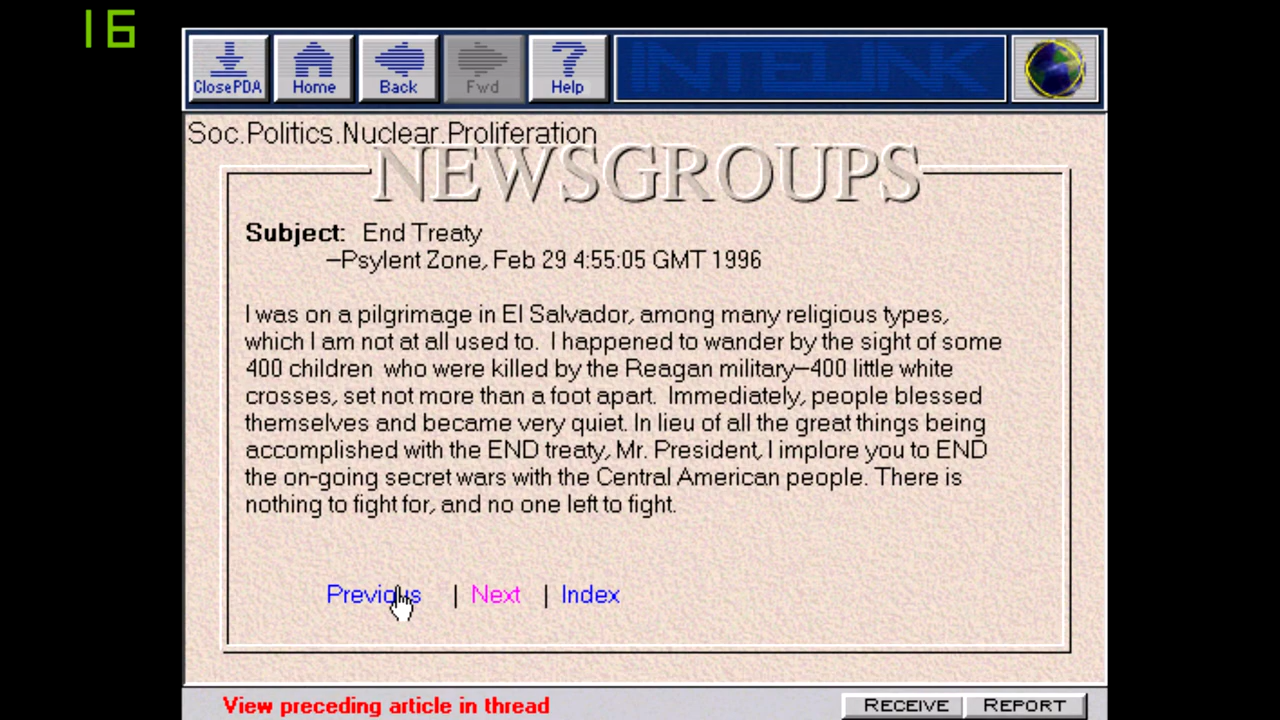 16
ClosePDA Home Back Fwd Help INTELINK
Soc.Politics.Nuclear.Proliferation
NEWSGROUPS
Subject: End Treaty
–Psylent Zone, Feb 29 4:55:05 GMT 1996
I was on a pilgrimage in El Salvador, among many religious types,
which I am not at all used to. I happened to wander by the sight of some
400 children who were killed by the Reagan military–400 little white
crosses, set not more than a foot apart. Immediately, people blessed
themselves and became very quiet. In lieu of all the great things being
accomplished with the END treaty, Mr. President, I implore you to END
the on-going secret wars with the Central American people. There is
nothing to fight for, and no one left to fight.
Previous | Next | Index
View preceding article in thread RECEIVE REPORT